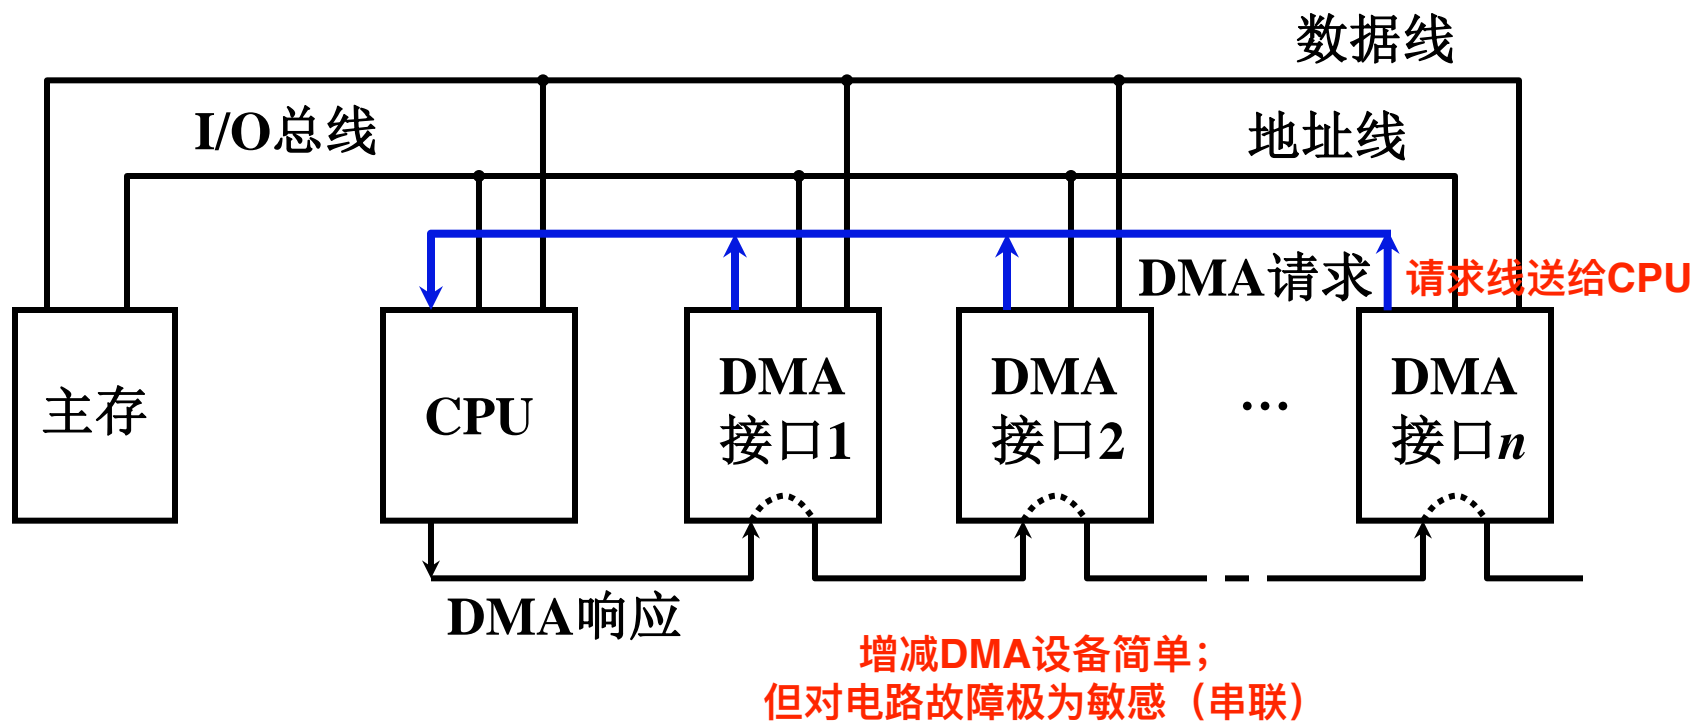 数据线
I/O总线
地址线
DMA请求
请求线送给CPU
主存
CPU
DMA
接口1
DMA
接口2
...
DMA
接口n
DMA响应
增减DMA设备简单；
但对电路故障极为敏感（串联）